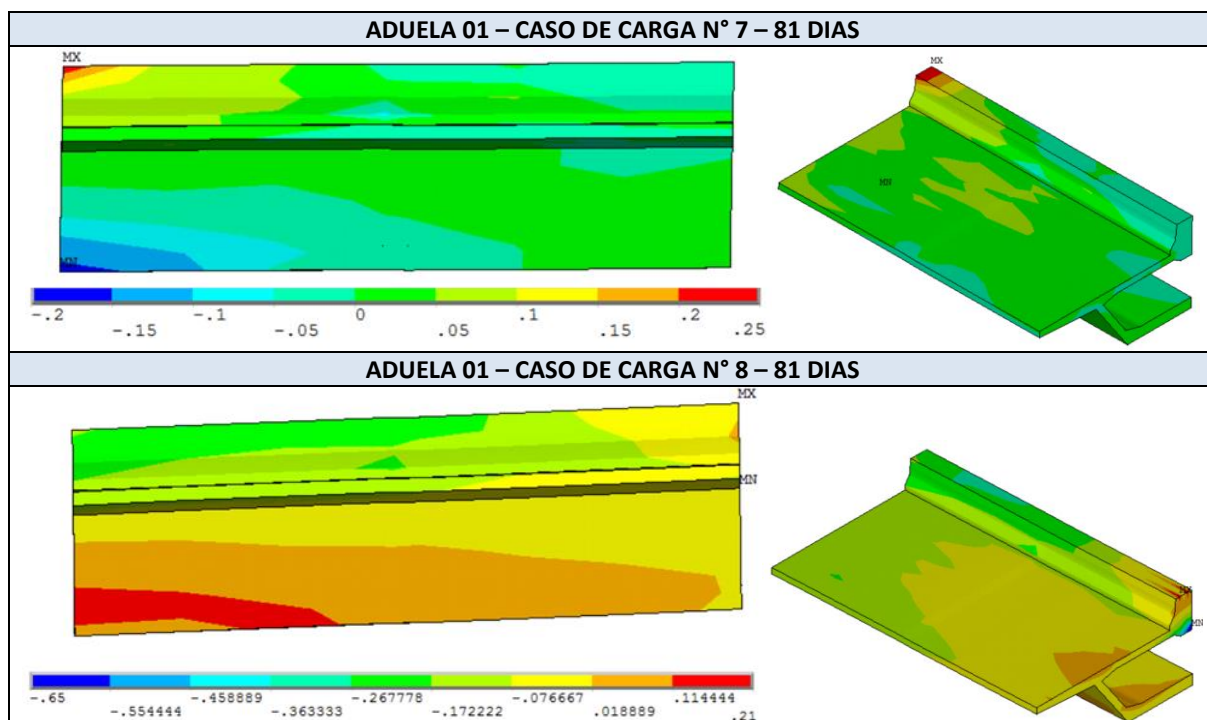 ADUELA 01 – CASO DE CARGA N° 7 – 81 DIAS
MX
MX
MN
MN
-.2 -.1 0 .1 .2
-.15 -.05 .05 .15 .25
ADUELA 01 – CASO DE CARGA N° 8 – 81 DIAS
MX
MN
MX
MN
-.65 -.458889 -.267778 -.076667 .114444
-.554444 -.363333 -.172222 .018889 .21